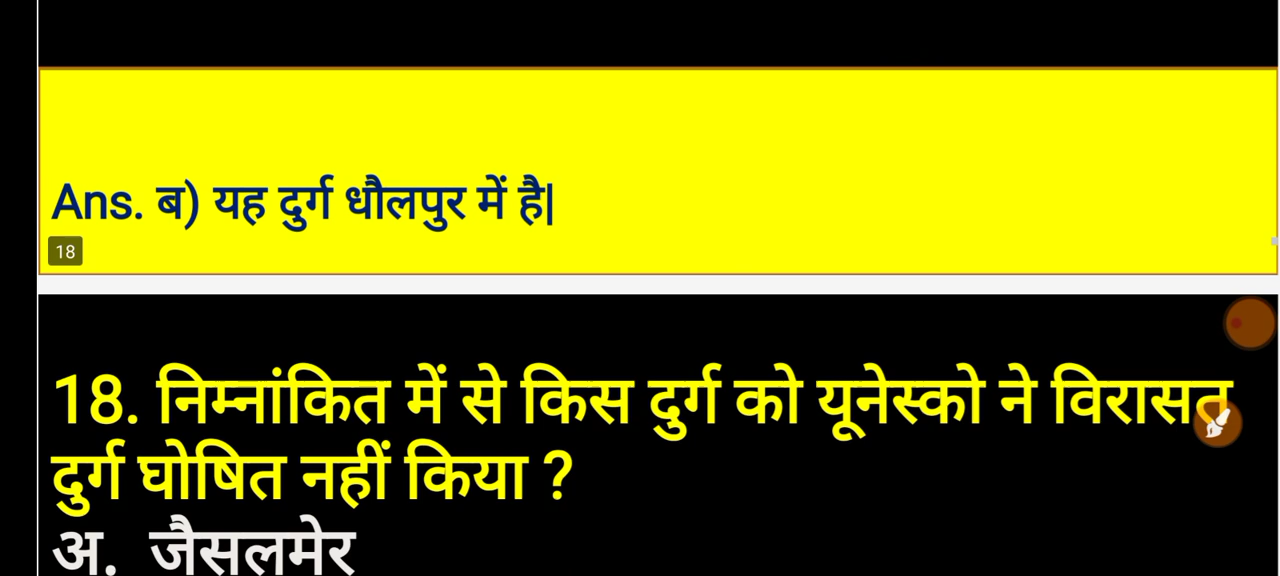 Ans. ब) यह दुर्ग धौलपुर में है|
18
18. निम्नांकित में से किस दुर्ग को यूनेस्को ने विरासत
दुर्ग घोषित नहीं किया ?
अ. जैसलमेर